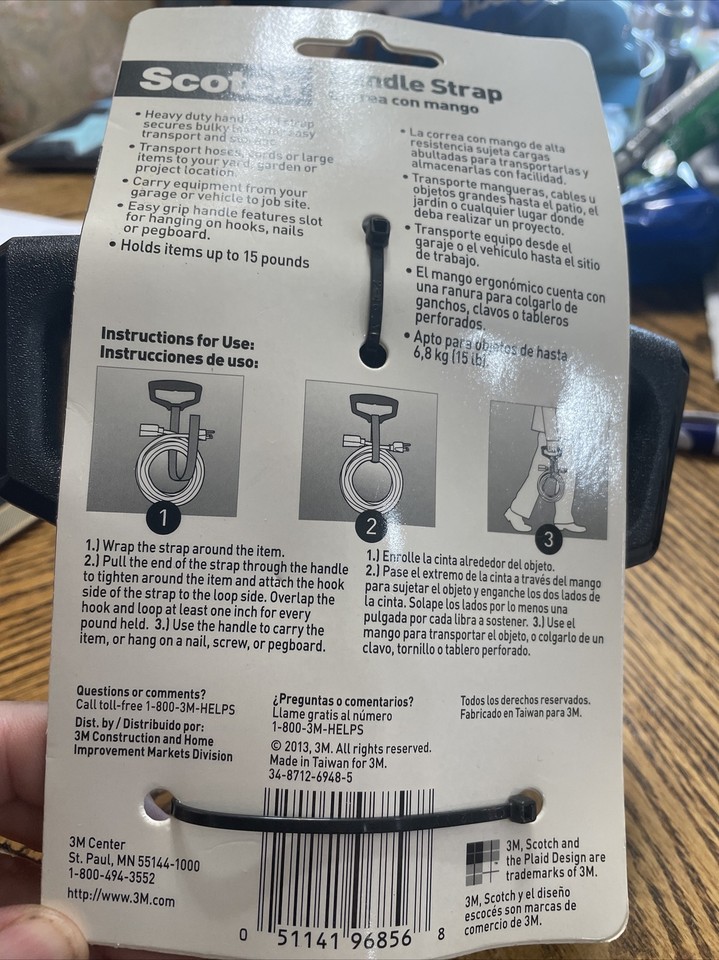 Scotch
Handle Strap
Correa con mango
• Heavy duty handle strap
secures bulky loads for easy
transport and storage.
• Transport hoses, cords or large
items to your yard, garden or
project location.
• Carry equipment from your
garage or vehicle to job site.
• Easy grip handle features slot
for hanging on hooks, nails
or pegboard.
• Holds items up to 15 pounds
• La correa con mango de alta
resistencia sujeta cargas
abultadas para transportarlas y
almacenarlas con facilidad.
• Transporte mangueras, cables u
objetos grandes hasta el patio, el
jardín o cualquier lugar donde
deba realizar un proyecto.
• Transporte equipo desde el
garaje o el vehículo hasta el sitio
de trabajo.
• El mango ergonómico cuenta con
una ranura para colgarlo de
ganchos, clavos o tableros
perforados.
• Apto para objetos de hasta
6,8 kg (15 lb).
Instructions for Use:
Instrucciones de uso:
1
2
3
1.) Wrap the strap around the item.
2.) Pull the end of the strap through the handle
to tighten around the item and attach the hook
side of the strap to the loop side. Overlap the
hook and loop at least one inch for every
pound held. 3.) Use the handle to carry the
item, or hang on a nail, screw, or pegboard.
1.) Enrolle la cinta alrededor del objeto.
2.) Pase el extremo de la cinta a través del mango
para sujetar el objeto y enganche los dos lados de
la cinta. Solape los lados por lo menos una
pulgada por cada libra a sostener. 3.) Use el
mango para transportar el objeto, o colgarlo de un
clavo, tornillo o tablero perforado.
Questions or comments?
Call toll-free 1-800-3M-HELPS
Dist. by / Distribuido por:
3M Construction and Home
Improvement Markets Division
¿Preguntas o comentarios?
Llame gratis al número
1-800-3M-HELPS
© 2013, 3M. All rights reserved.
Made in Taiwan for 3M.
34-8712-6948-5
Todos los derechos reservados.
Fabricado en Taiwan para 3M.
3M Center
St. Paul, MN 55144-1000
1-800-494-3552
http://www.3M.com
0 51141 96856 8
3M, Scotch and
the Plaid Design are
trademarks of 3M.
3M, Scotch y el diseño
escocés son marcas de
comercio de 3M.